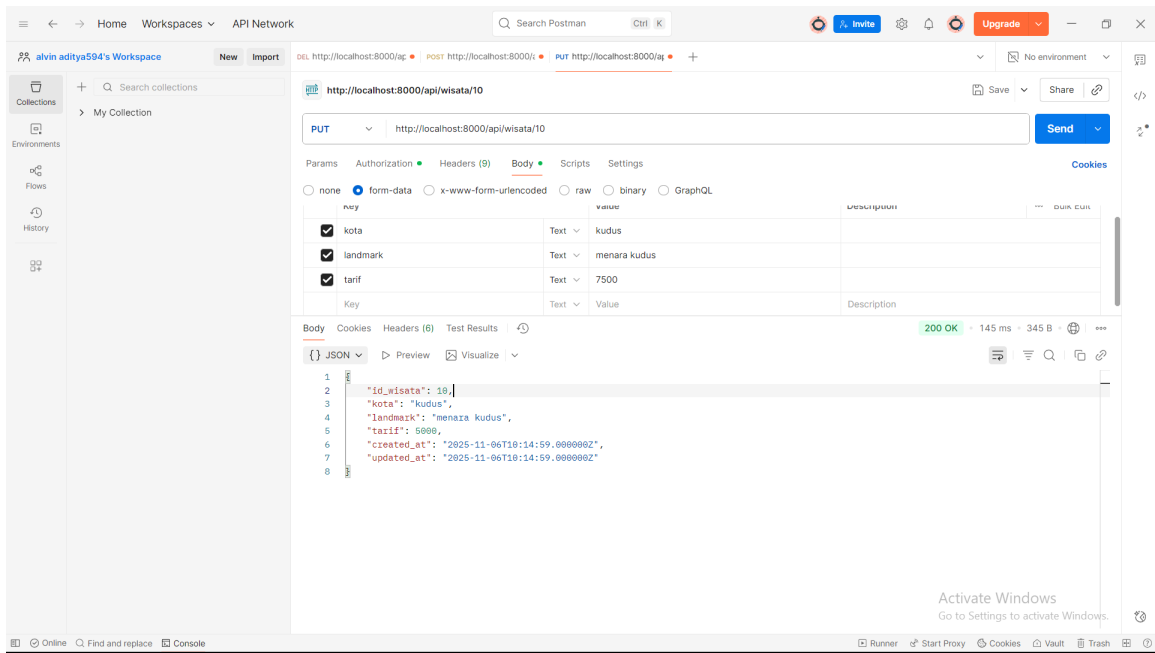 Home Workspaces API Network Search Postman Ctrl K Invite Upgrade
alvin aditya594's Workspace New Import DEL http://localhost:8000/ap POST http://localhost:8000/ PUT http://localhost:8000/ap No environment
Collections
Search collections
My Collection
Environments
Flows
History
HTTP http://localhost:8000/api/wisata/10 Save Share
PUT http://localhost:8000/api/wisata/10 Send
Params Authorization Headers (9) Body Scripts Settings Cookies
none form-data x-www-form-urlencoded raw binary GraphQL
Key Value Description Bulk Edit
kota Text kudus
landmark Text menara kudus
tarif Text 7500
Key Text Value Description
Body Cookies Headers (6) Test Results 200 OK 145 ms 345 B
{} JSON Preview Visualize
1 {
2 "id_wisata": 10,
3 "kota": "kudus",
4 "landmark": "menara kudus",
5 "tarif": 5000,
6 "created_at": "2025-11-06T10:14:59.000000Z",
7 "updated_at": "2025-11-06T10:14:59.000000Z"
8 }
Activate Windows
Go to Settings to activate Windows.
Online Find and replace Console Runner Start Proxy Cookies Vault Trash